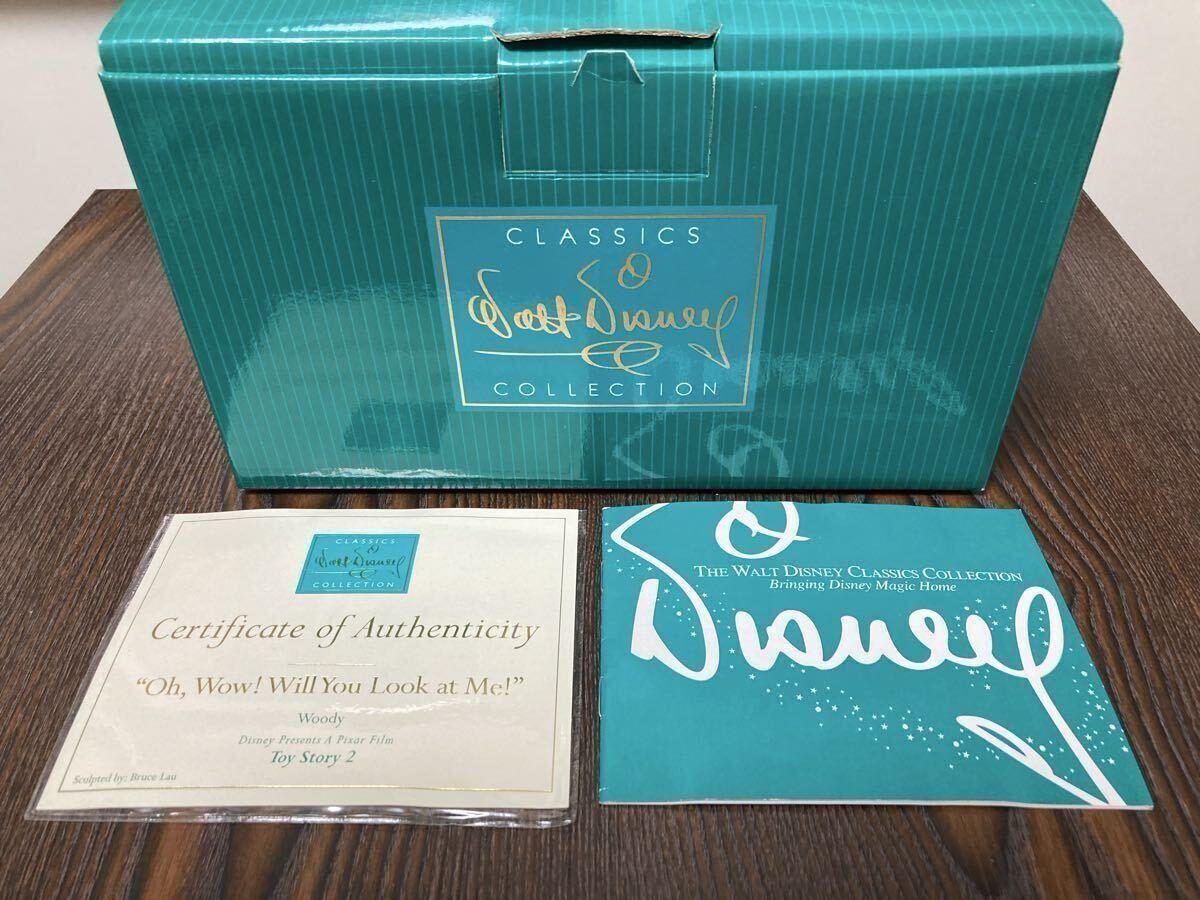 CLASSICS
Walt Disney
COLLECTION
CLASSICS
Walt Disney
COLLECTION
Certificate of Authenticity
“Oh, Wow! Will You Look at Me!”
Woody
Disney Presents A Pixar Film
Toy Story 2
Sculpted by: Bruce Lau
THE WALT DISNEY CLASSICS COLLECTION
Bringing Disney Magic Home
Disney